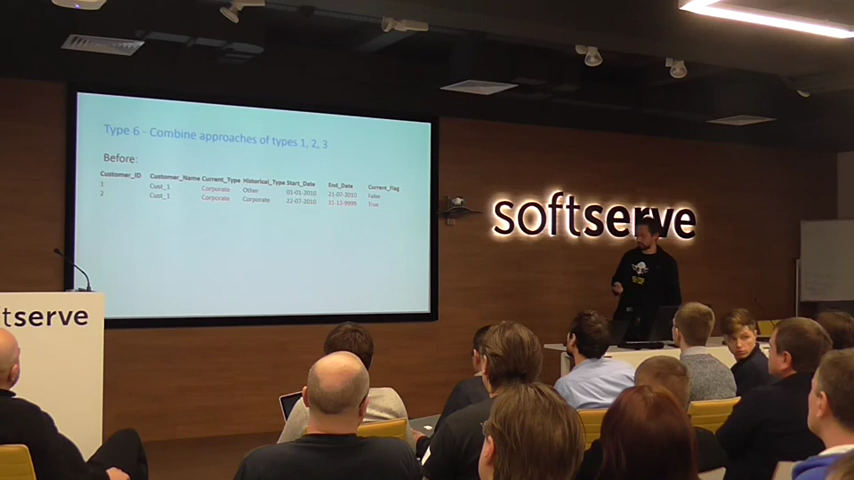 Type 6 - Combine approaches of types 1, 2, 3
Before:
Customer_ID Customer_Name Current_Type Historical_Type Start_Date End_Date Current_Flag
1 Cust_1 Corporate Other 01-01-2010 21-07-2010 False
2 Cust_1 Corporate Corporate 22-07-2010 31-12-9999 True
softserve
ftserve